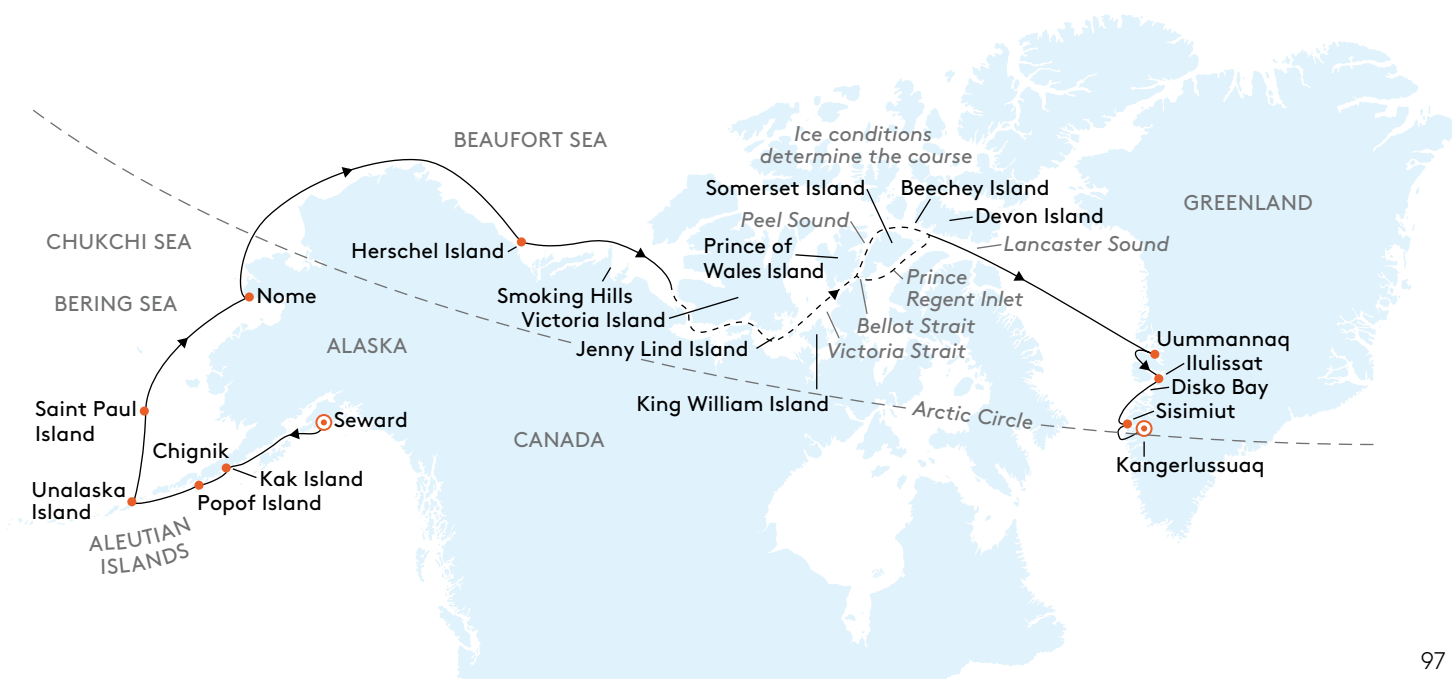 BEAUFORT SEA
Ice conditions
determine the course
Somerset Island
Beechey Island
GREENLAND
Peel Sound
Devon Island
CHUKCHI SEA
Herschel Island
Prince of
Wales Island
Lancaster Sound
Prince
Regent Inlet
BERING SEA
Nome
Smoking Hills
Victoria Island
Bellot Strait
ALASKA
Jenny Lind Island
Victoria Strait
Uummannaq
Ilulissat
Disko Bay
Saint Paul
Island
Seward
King William Island
Arctic Circle
Sisimiut
CANADA
Chignik
Kak Island
Kangerlussuaq
Unalaska
Island
Popof Island
ALEUTIAN
ISLANDS
97